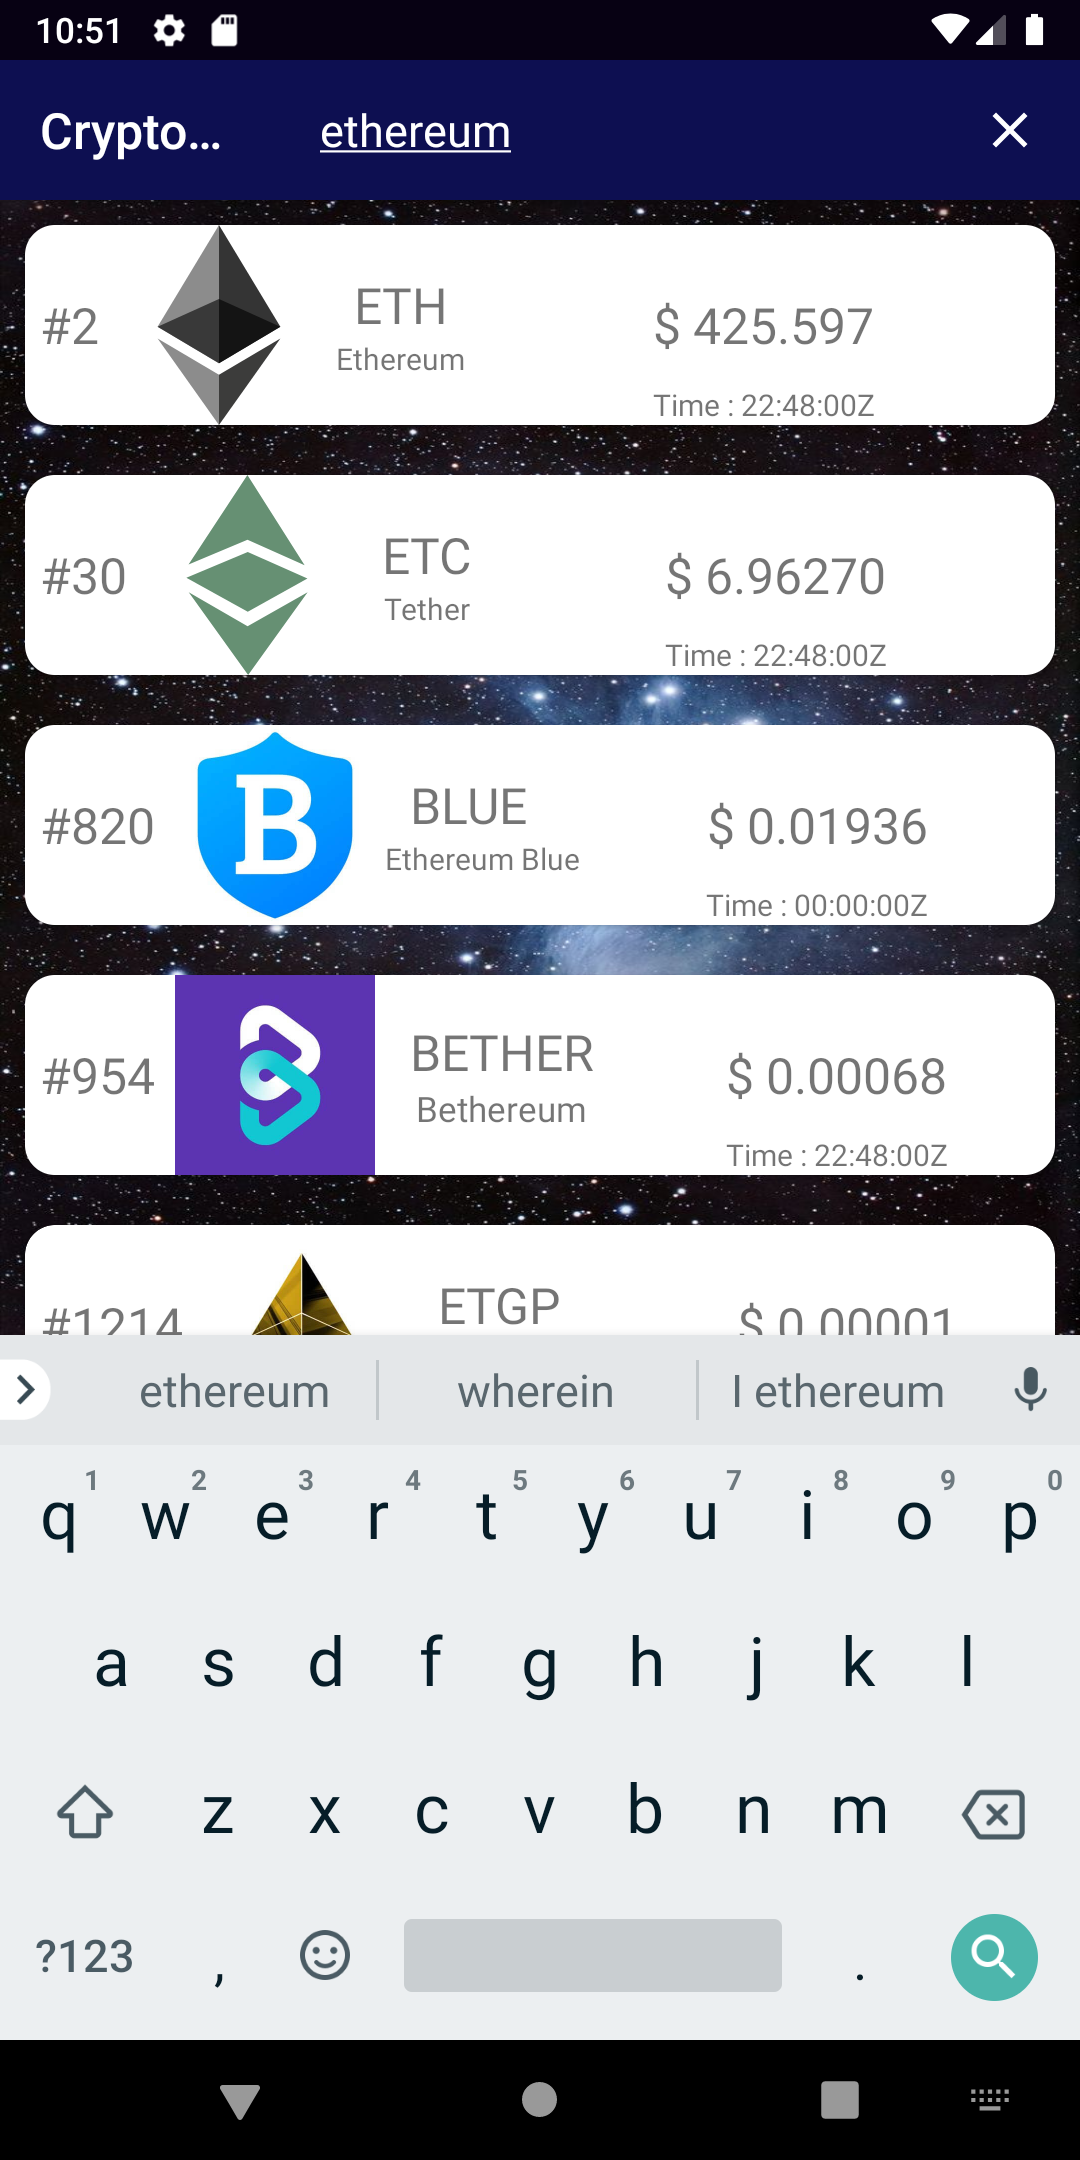 10:51
Crypto... ethereum
#2 ETH $ 425.597
Ethereum
Time : 22:48:00Z
#30 ETC $ 6.96270
Tether
Time : 22:48:00Z
B
#820 BLUE $ 0.01936
Ethereum Blue
Time : 00:00:00Z
#954 BETHER $ 0.00068
Bethereum
Time : 22:48:00Z
#1214 ETGP $ 0.00001
ethereum wherein I ethereum
1 2 3 4 5 6 7 8 9 0
q w e r t y u i o p
a s d f g h j k l
z x c v b n m
?123 , .